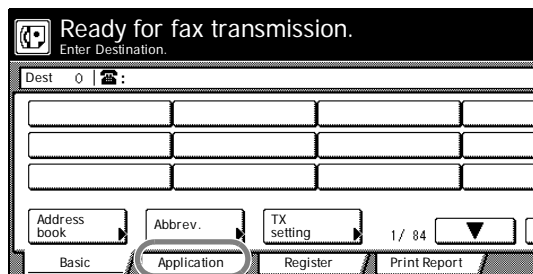 Ready for fax transmission.
Enter Destination.
Dest 0 ☎:
Address book
Abbrev.
TX setting
1/ 84
Basic
Application
Register
Print Report